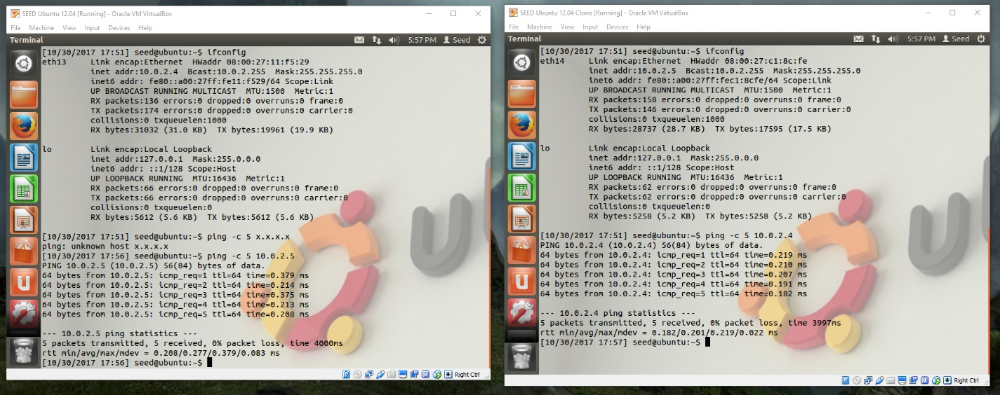 SEED Ubuntu 12.04 [Running] - Oracle VM VirtualBox
File Machine View Input Devices Help
Terminal 5:57 PM Seed
[10/30/2017 17:51] seed@ubuntu:~$ ifconfig
eth13 Link encap:Ethernet HWaddr 08:00:27:11:f5:29
inet addr:10.0.2.4 Bcast:10.0.2.255 Mask:255.255.255.0
inet6 addr: fe80::a00:27ff:fe11:f529/64 Scope:Link
UP BROADCAST RUNNING MULTICAST MTU:1500 Metric:1
RX packets:136 errors:0 dropped:0 overruns:0 frame:0
TX packets:174 errors:0 dropped:0 overruns:0 carrier:0
collisions:0 txqueuelen:1000
RX bytes:31032 (31.0 KB) TX bytes:19961 (19.9 KB)
lo Link encap:Local Loopback
inet addr:127.0.0.1 Mask:255.0.0.0
inet6 addr: ::1/128 Scope:Host
UP LOOPBACK RUNNING MTU:16436 Metric:1
RX packets:66 errors:0 dropped:0 overruns:0 frame:0
TX packets:66 errors:0 dropped:0 overruns:0 carrier:0
collisions:0 txqueuelen:0
RX bytes:5612 (5.6 KB) TX bytes:5612 (5.6 KB)
[10/30/2017 17:51] seed@ubuntu:~$ ping -c 5 x.x.x.x
ping: unknown host x.x.x.x
[10/30/2017 17:56] seed@ubuntu:~$ ping -c 5 10.0.2.5
PING 10.0.2.5 (10.0.2.5) 56(84) bytes of data.
64 bytes from 10.0.2.5: icmp_req=1 ttl=64 time=0.379 ms
64 bytes from 10.0.2.5: icmp_req=2 ttl=64 time=0.214 ms
64 bytes from 10.0.2.5: icmp_req=3 ttl=64 time=0.375 ms
64 bytes from 10.0.2.5: icmp_req=4 ttl=64 time=0.213 ms
64 bytes from 10.0.2.5: icmp_req=5 ttl=64 time=0.208 ms
--- 10.0.2.5 ping statistics ---
5 packets transmitted, 5 received, 0% packet loss, time 4000ms
rtt min/avg/max/mdev = 0.208/0.277/0.379/0.083 ms
[10/30/2017 17:56] seed@ubuntu:~$
Right Ctrl
SEED Ubuntu 12.04 Clone [Running] - Oracle VM VirtualBox
File Machine View Input Devices Help
Terminal 5:57 PM Seed
[10/30/2017 17:51] seed@ubuntu:~$ ifconfig
eth14 Link encap:Ethernet HWaddr 08:00:27:c1:8c:fe
inet addr:10.0.2.5 Bcast:10.0.2.255 Mask:255.255.255.0
inet6 addr: fe80::a00:27ff:fec1:8cfe/64 Scope:Link
UP BROADCAST RUNNING MULTICAST MTU:1500 Metric:1
RX packets:158 errors:0 dropped:0 overruns:0 frame:0
TX packets:146 errors:0 dropped:0 overruns:0 carrier:0
collisions:0 txqueuelen:1000
RX bytes:28737 (28.7 KB) TX bytes:17595 (17.5 KB)
lo Link encap:Local Loopback
inet addr:127.0.0.1 Mask:255.0.0.0
inet6 addr: ::1/128 Scope:Host
UP LOOPBACK RUNNING MTU:16436 Metric:1
RX packets:62 errors:0 dropped:0 overruns:0 frame:0
TX packets:62 errors:0 dropped:0 overruns:0 carrier:0
collisions:0 txqueuelen:0
RX bytes:5258 (5.2 KB) TX bytes:5258 (5.2 KB)
[10/30/2017 17:51] seed@ubuntu:~$ ping -c 5 10.0.2.4
PING 10.0.2.4 (10.0.2.4) 56(84) bytes of data.
64 bytes from 10.0.2.4: icmp_req=1 ttl=64 time=0.219 ms
64 bytes from 10.0.2.4: icmp_req=2 ttl=64 time=0.210 ms
64 bytes from 10.0.2.4: icmp_req=3 ttl=64 time=0.207 ms
64 bytes from 10.0.2.4: icmp_req=4 ttl=64 time=0.191 ms
64 bytes from 10.0.2.4: icmp_req=5 ttl=64 time=0.182 ms
--- 10.0.2.4 ping statistics ---
5 packets transmitted, 5 received, 0% packet loss, time 3997ms
rtt min/avg/max/mdev = 0.182/0.201/0.219/0.022 ms
[10/30/2017 17:57] seed@ubuntu:~$
Right Ctrl